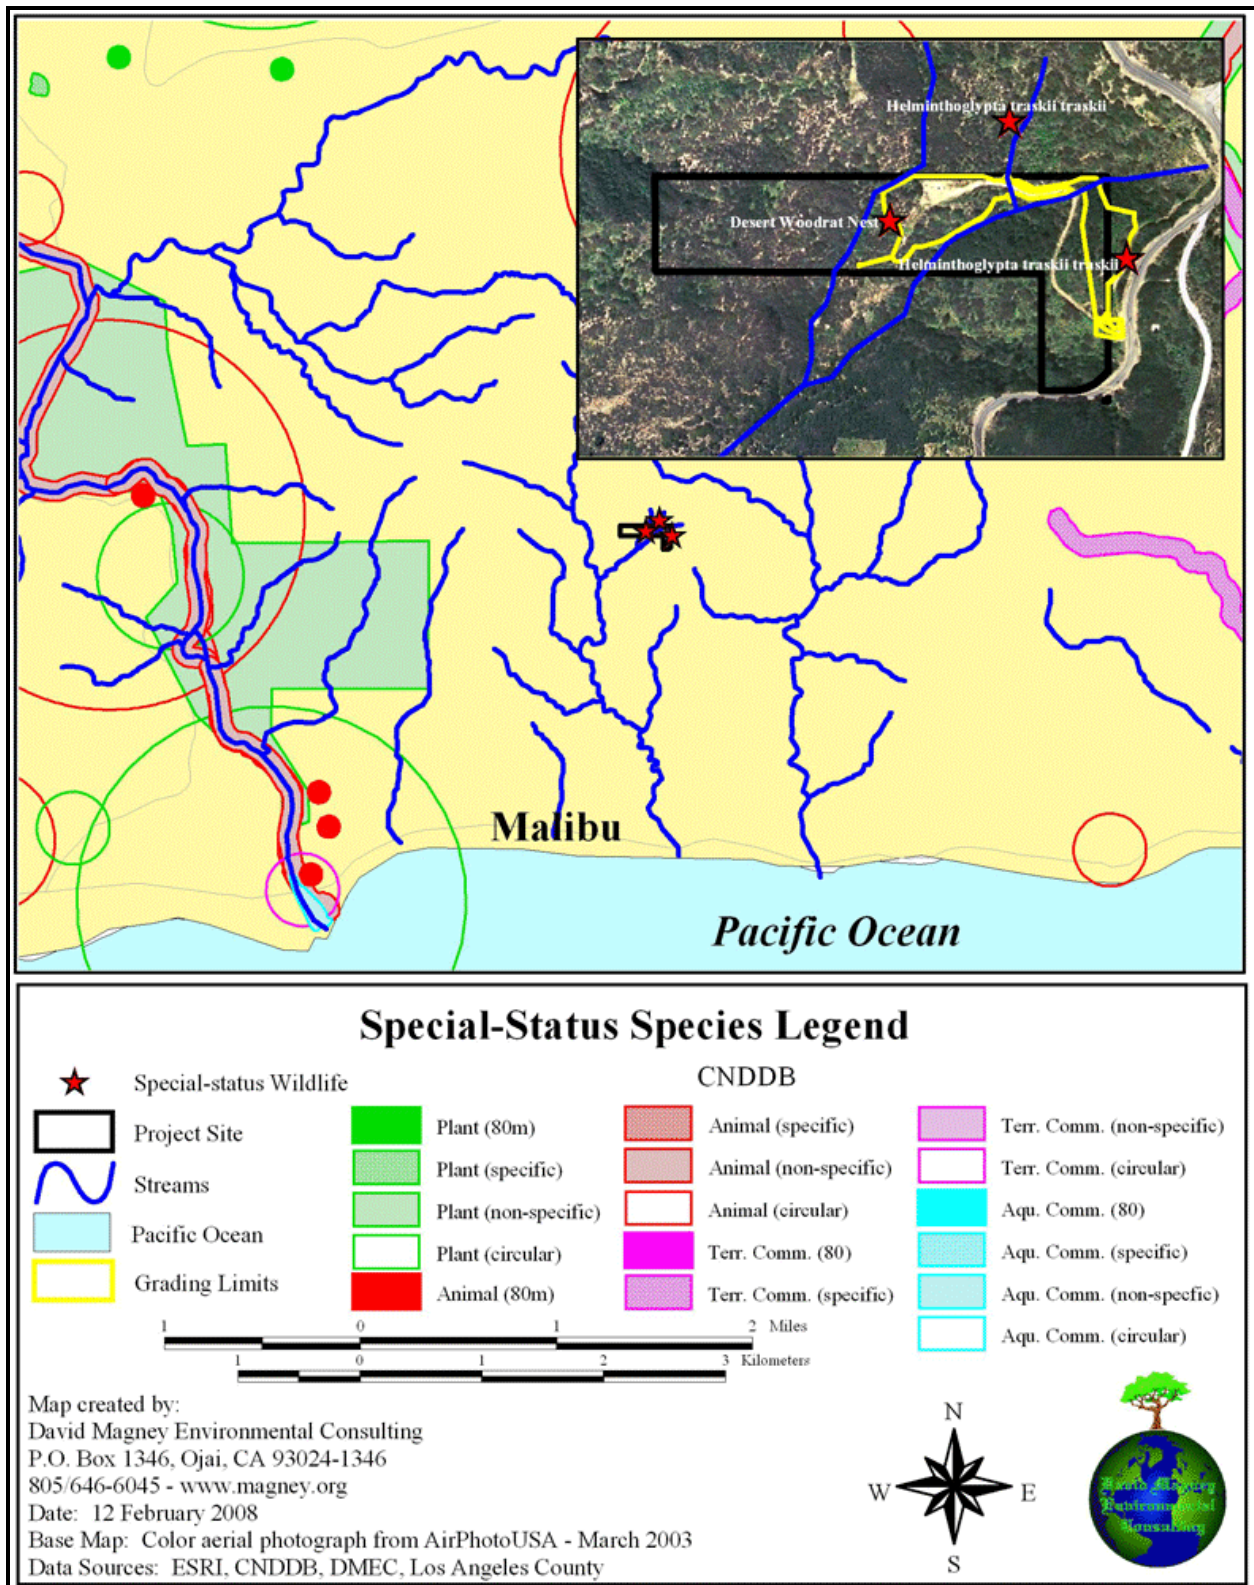 Helminthoglypta traskii traskii
Desert Woodrat Nest
Helminthoglypta traskii traskii
Malibu
Pacific Ocean
Special-Status Species Legend
CNDDB
Special-status Wildlife
Project Site
Streams
Pacific Ocean
Grading Limits
Plant (80m)
Plant (specific)
Plant (non-specific)
Plant (circular)
Animal (80m)
Animal (specific)
Animal (non-specific)
Animal (circular)
Terr. Comm. (80)
Terr. Comm. (specific)
Terr. Comm. (non-specific)
Terr. Comm. (circular)
Aqu. Comm. (80)
Aqu. Comm. (specific)
Aqu. Comm. (non-specfic)
Aqu. Comm. (circular)
1 0 1 2 Miles
1 0 1 2 3 Kilometers
Map created by:
David Magney Environmental Consulting
P.O. Box 1346, Ojai, CA 93024-1346
805/646-6045 - www.magney.org
Date: 12 February 2008
Base Map: Color aerial photograph from AirPhotoUSA - March 2003
Data Sources: ESRI, CNDDB, DMEC, Los Angeles County
N
W E
S
David Magney
Environmental
Consulting